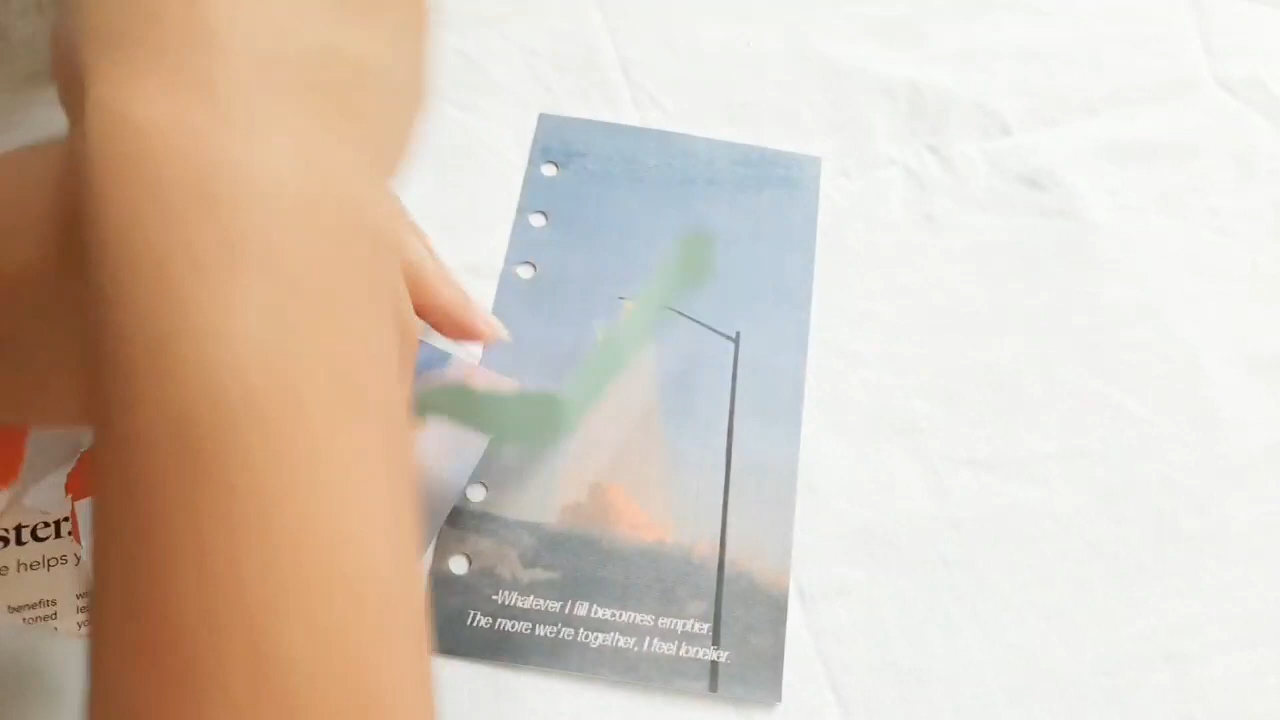 -Whatever I fill becomes emptier.
The more we're together, I feel lonelier.
ster.
e helps y
benefits
toned